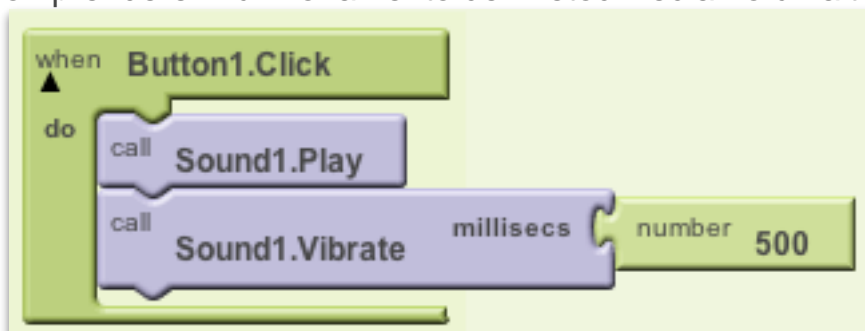 when Button1.Click
do
call Sound1.Play
call Sound1.Vibrate millisecs number 500